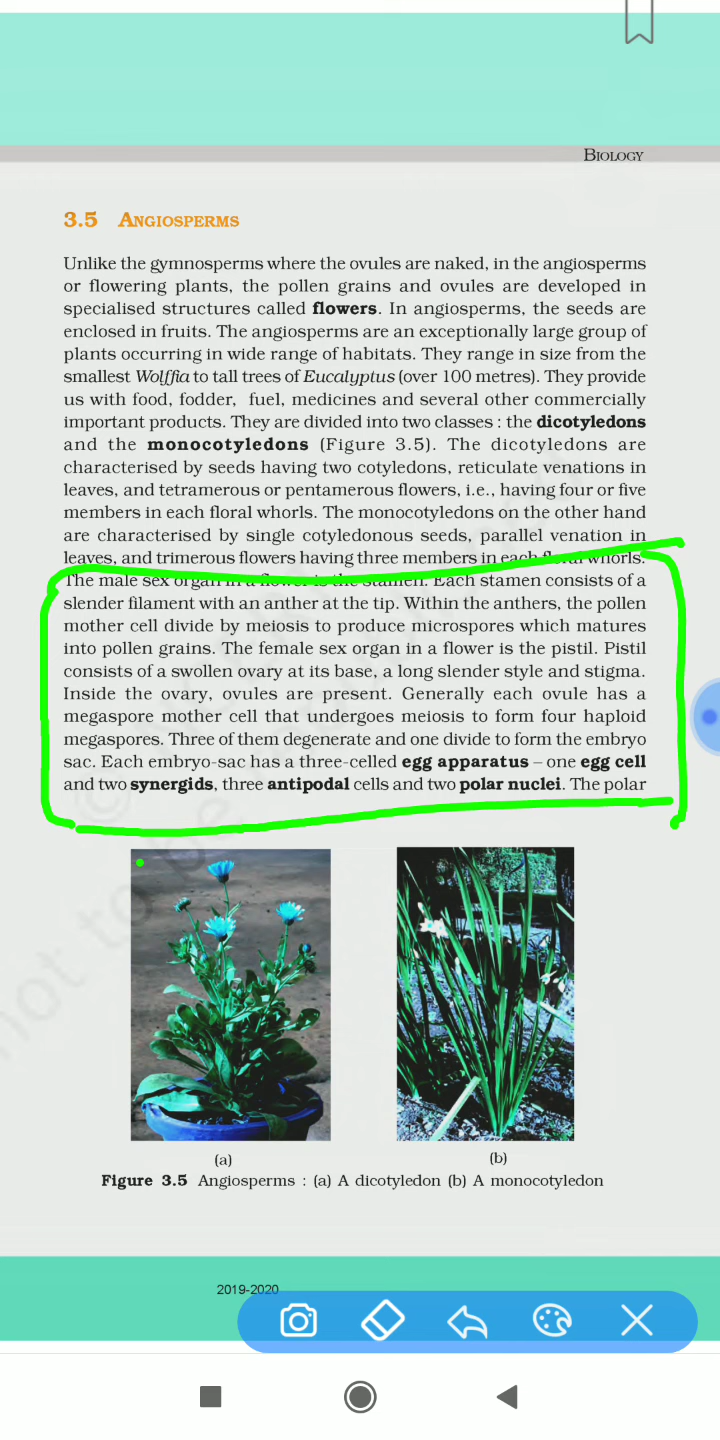 BIOLOGY
3.5 ANGIOSPERMS
Unlike the gymnosperms where the ovules are naked, in the angiosperms
or flowering plants, the pollen grains and ovules are developed in
specialised structures called flowers. In angiosperms, the seeds are
enclosed in fruits. The angiosperms are an exceptionally large group of
plants occurring in wide range of habitats. They range in size from the
smallest Wolffia to tall trees of Eucalyptus (over 100 metres). They provide
us with food, fodder, fuel, medicines and several other commercially
important products. They are divided into two classes : the dicotyledons
and the monocotyledons (Figure 3.5). The dicotyledons are
characterised by seeds having two cotyledons, reticulate venations in
leaves, and tetramerous or pentamerous flowers, i.e., having four or five
members in each floral whorls. The monocotyledons on the other hand
are characterised by single cotyledonous seeds, parallel venation in
leaves, and trimerous flowers having three members in each floral whorls.
The male sex organ in a flower is the stamen. Each stamen consists of a
slender filament with an anther at the tip. Within the anthers, the pollen
mother cell divide by meiosis to produce microspores which matures
into pollen grains. The female sex organ in a flower is the pistil. Pistil
consists of a swollen ovary at its base, a long slender style and stigma.
Inside the ovary, ovules are present. Generally each ovule has a
megaspore mother cell that undergoes meiosis to form four haploid
megaspores. Three of them degenerate and one divide to form the embryo
sac. Each embryo-sac has a three-celled egg apparatus – one egg cell
and two synergids, three antipodal cells and two polar nuclei. The polar
not to be
(a)
(b)
Figure 3.5 Angiosperms : (a) A dicotyledon (b) A monocotyledon
2019-2020